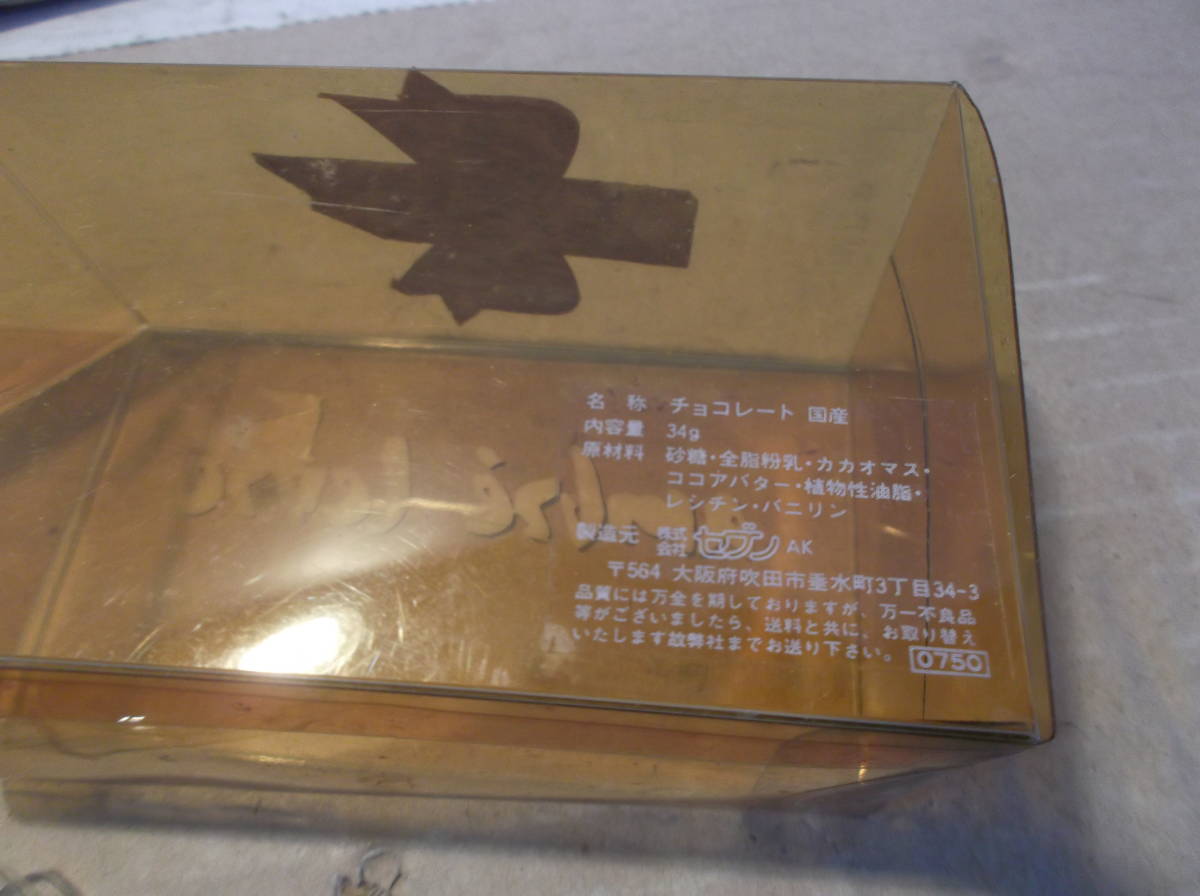 名 称 チョコレート 国産
内容量 34g
原材料 砂糖・全脂粉乳・カカオマス・
ココアバター・植物性油脂・
レシチン・バニリン
製造元 株式会社 セブン AK
〒564 大阪府吹田市垂水町3丁目34-3
品質には万全を期しておりますが、万一不良品
等がございましたら、送料と共に、お取り替え
いたします故弊社までお送り下さい。 0750